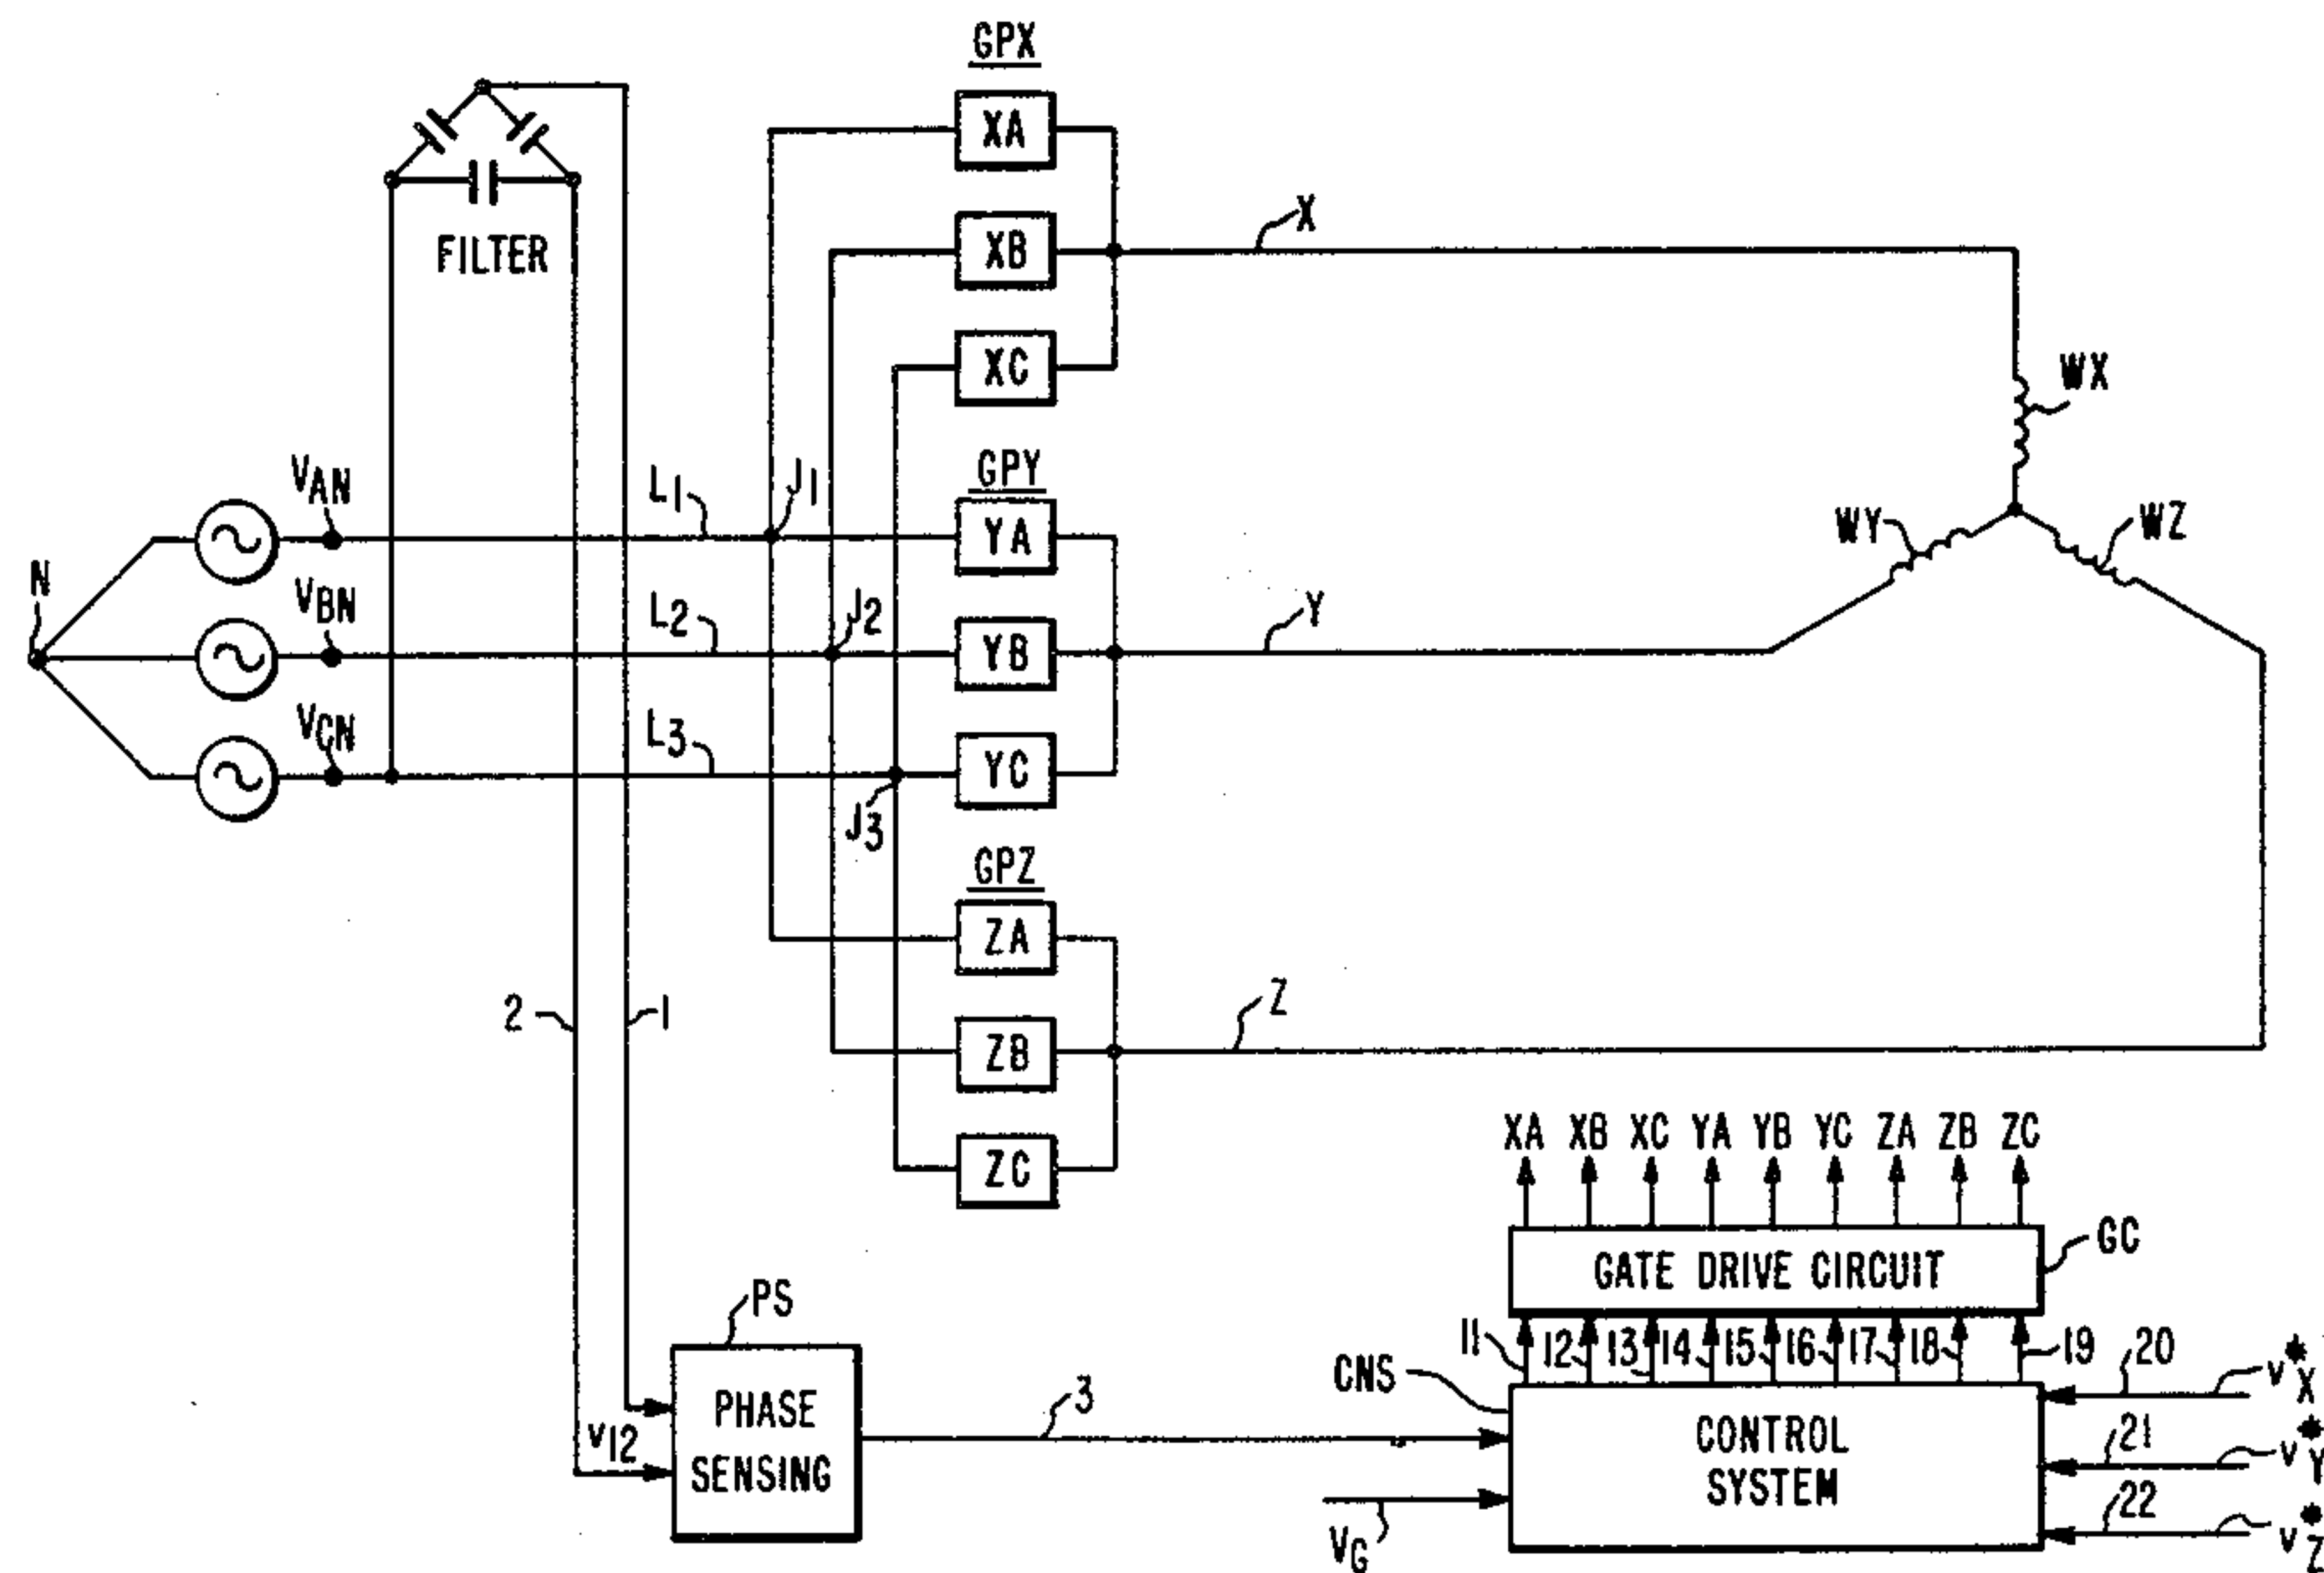 GPX
XA
XB
X
FILTER
XC
WX
VAN
L1
J1
GPY
YA
WY
WZ
N
VBN
L2
J2
YB
Y
VCN
L3
J3
YC
GPZ
ZA
2
1
Z
ZB
ZC
XA XB XC YA YB YC ZA ZB ZC
GATE DRIVE CIRCUIT
GC
PS
11 12 13 14 15 16 17 18 19
CNS
20
v*X
PHASE
SENSING
v12
3
CONTROL
SYSTEM
21
v*Y
22
v*Z
VG